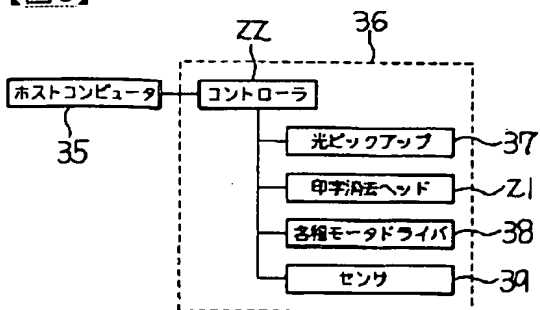 22
36
ホストコンピュータ
コントローラ
35
光ピックアップ
37
印字消去ヘッド
21
各種モータドライバ
38
センサ
39